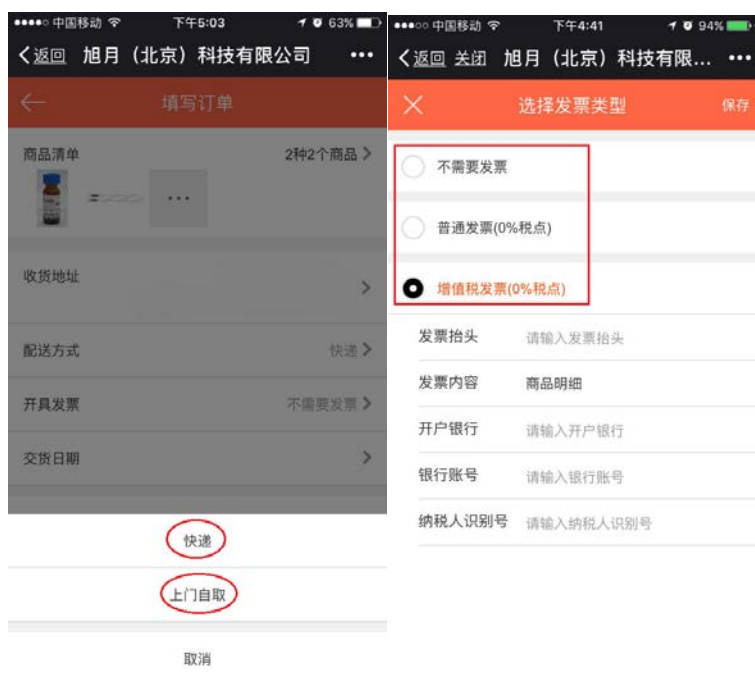 中国移动 下午5:03 63%
返回 旭月（北京）科技有限公司 •••
填写订单
商品清单 2种2个商品
...
收货地址
配送方式 快递
开具发票 不需要发票
交货日期
快递
上门自取
取消
中国移动 下午4:41 94%
返回 关闭 旭月（北京）科技有限... •••
选择发票类型 保存
不需要发票
普通发票(0%税点)
增值税发票(0%税点)
发票抬头 请输入发票抬头
发票内容 商品明细
开户银行 请输入开户银行
银行账号 请输入银行账号
纳税人识别号 请输入纳税人识别号